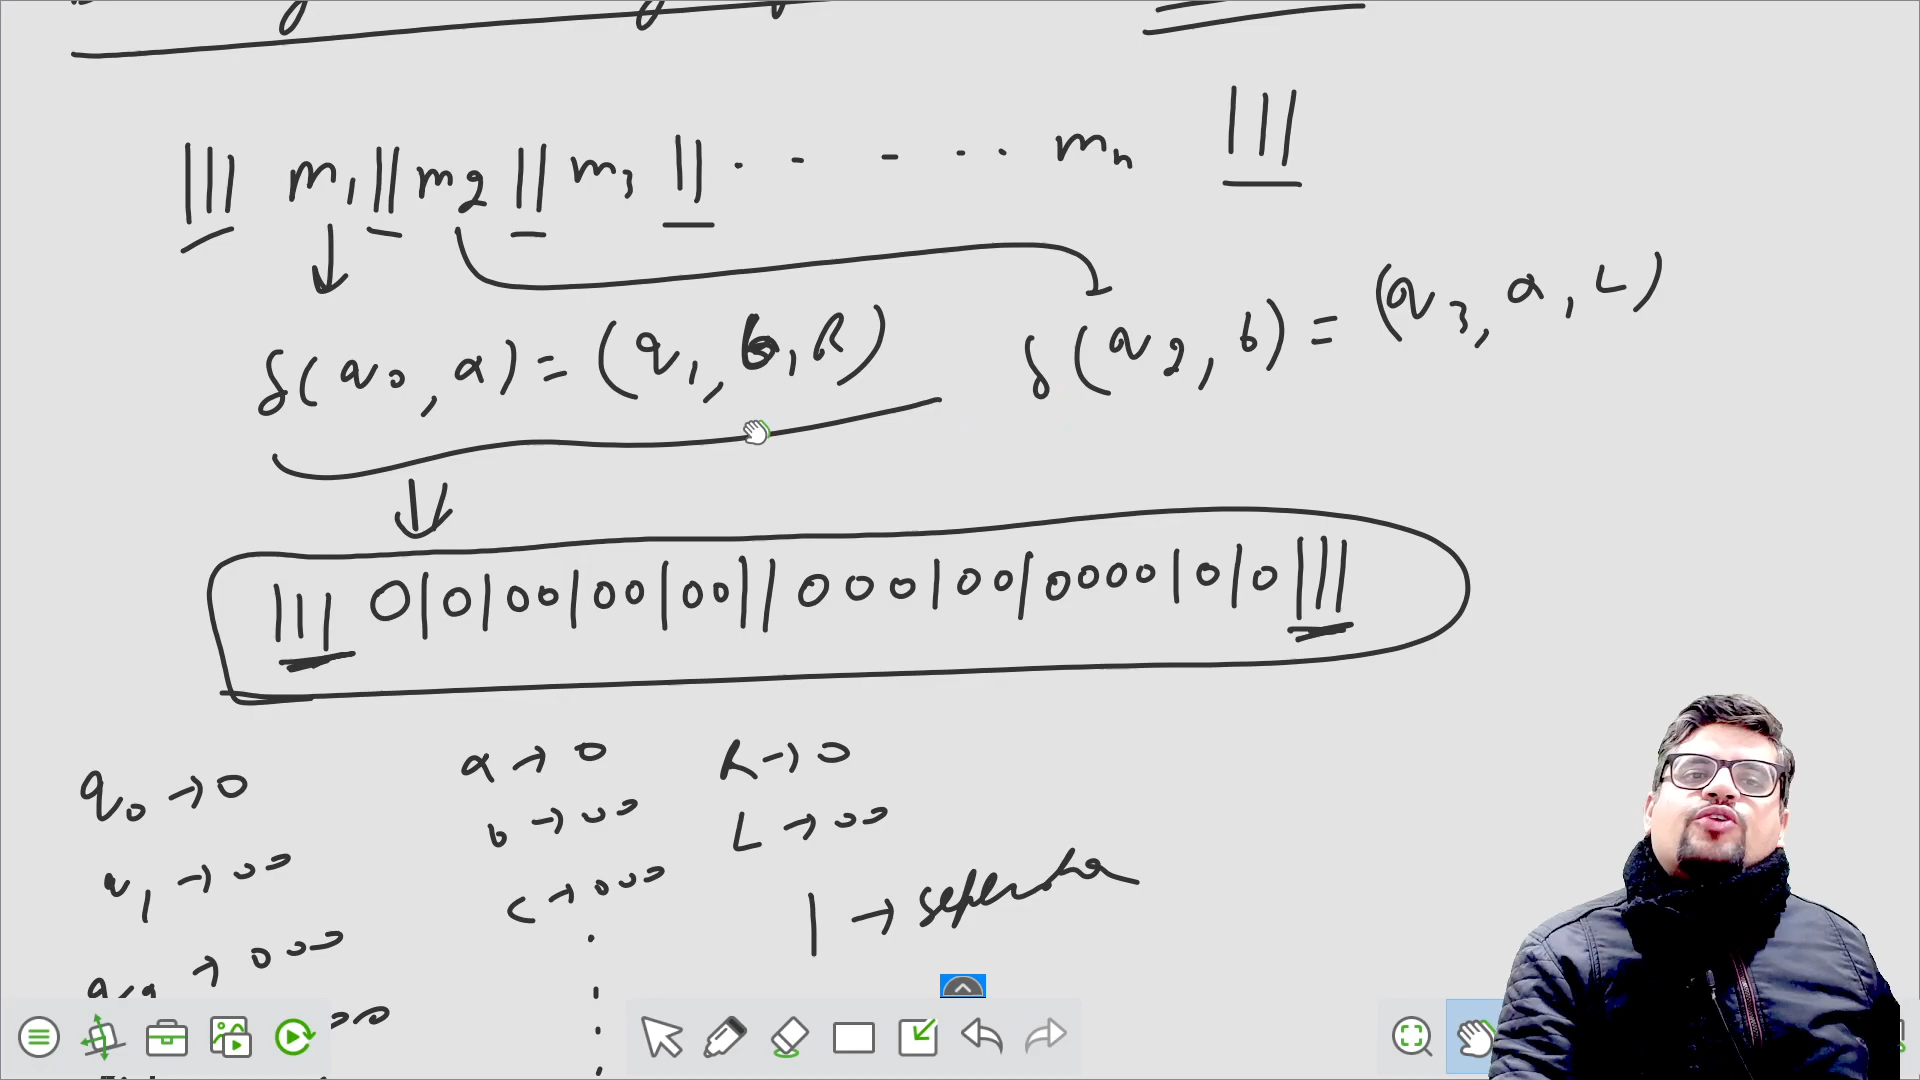 ||| m₁ || m₂ || m₃ || · - - - · · mₙ |||
δ(q₀, a) = (q₁, b, R) δ(q₂, b) = (q₃, a, L)
||| 0|0|00|00|00||000|00|0000|0|0|||
q₀ → 0 a → 0 R → 0
q₁ → 00 b → 00 L → 00
→ 000 c → 000 | → seperator
00